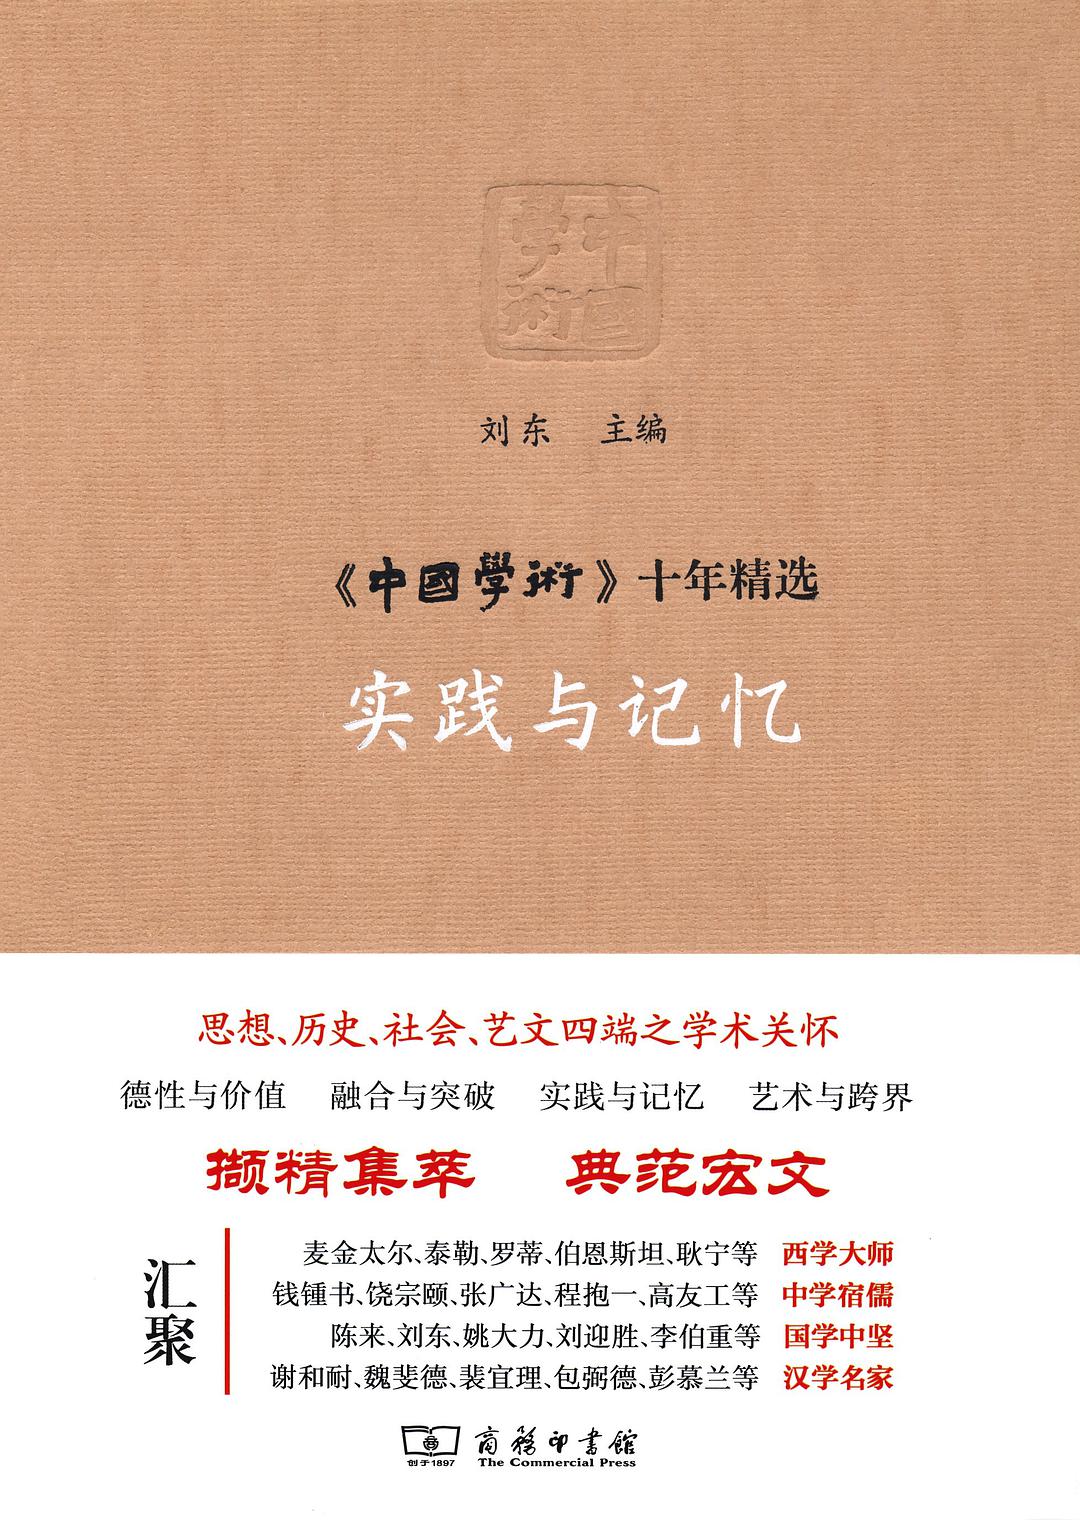 中國學術
刘东 主编
《中國學術》十年精选
实践与记忆
思想、历史、社会、艺文四端之学术关怀
德性与价值 融合与突破 实践与记忆 艺术与跨界
撷精集萃 典范宏文
汇聚
麦金太尔、泰勒、罗蒂、伯恩斯坦、耿宁等 西学大师
钱锺书、饶宗颐、张广达、程抱一、高友工等 中学宿儒
陈来、刘东、姚大力、刘迎胜、李伯重等 国学中坚
谢和耐、魏斐德、裴宜理、包弼德、彭慕兰等 汉学名家
创于1897
商務印書館
The Commercial Press